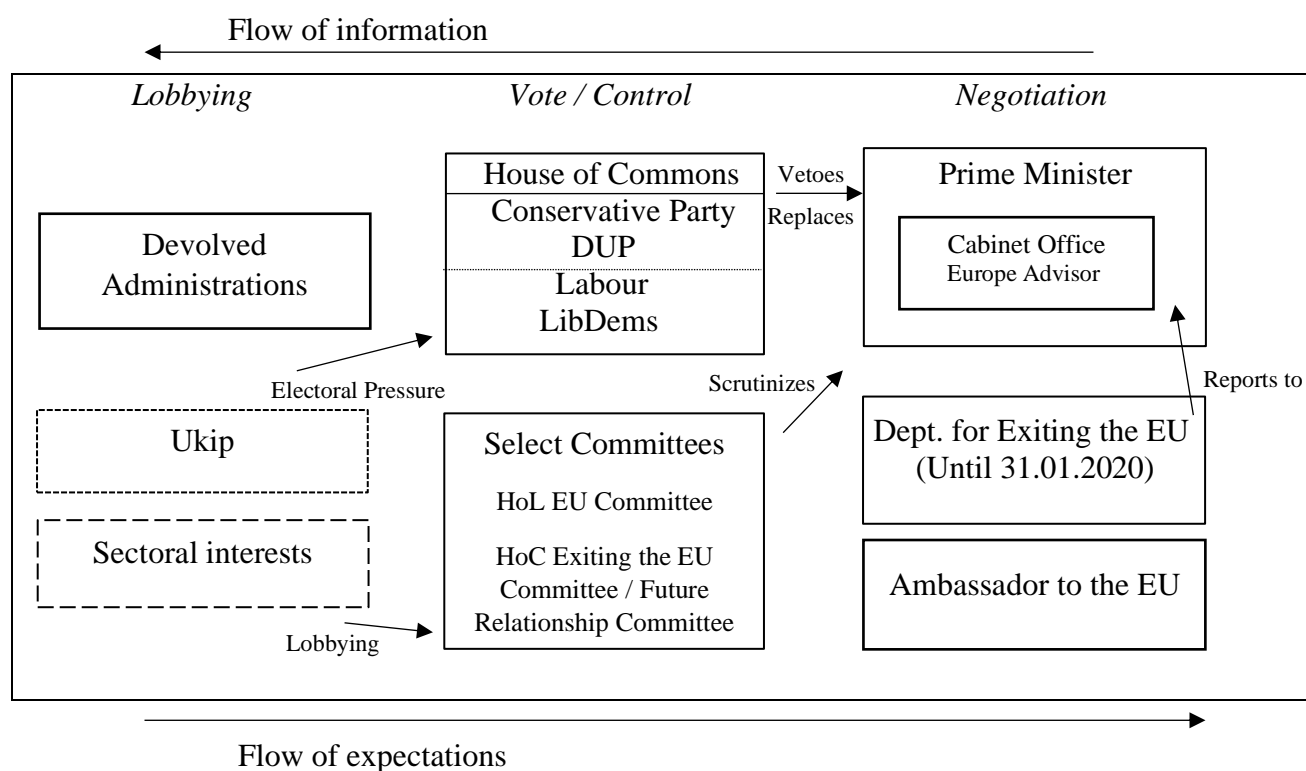 Flow of information
Lobbying
Vote / Control
Negotiation
Devolved
Administrations
Electoral Pressure
Ukip
Sectoral interests
Lobbying
House of Commons
Conservative Party
DUP
Labour
LibDems
Vetoes
Replaces
Scrutinizes
Select Committees
HoL EU Committee
HoC Exiting the EU
Committee / Future
Relationship Committee
Prime Minister
Cabinet Office
Europe Advisor
Reports to
Dept. for Exiting the EU
(Until 31.01.2020)
Ambassador to the EU
Flow of expectations